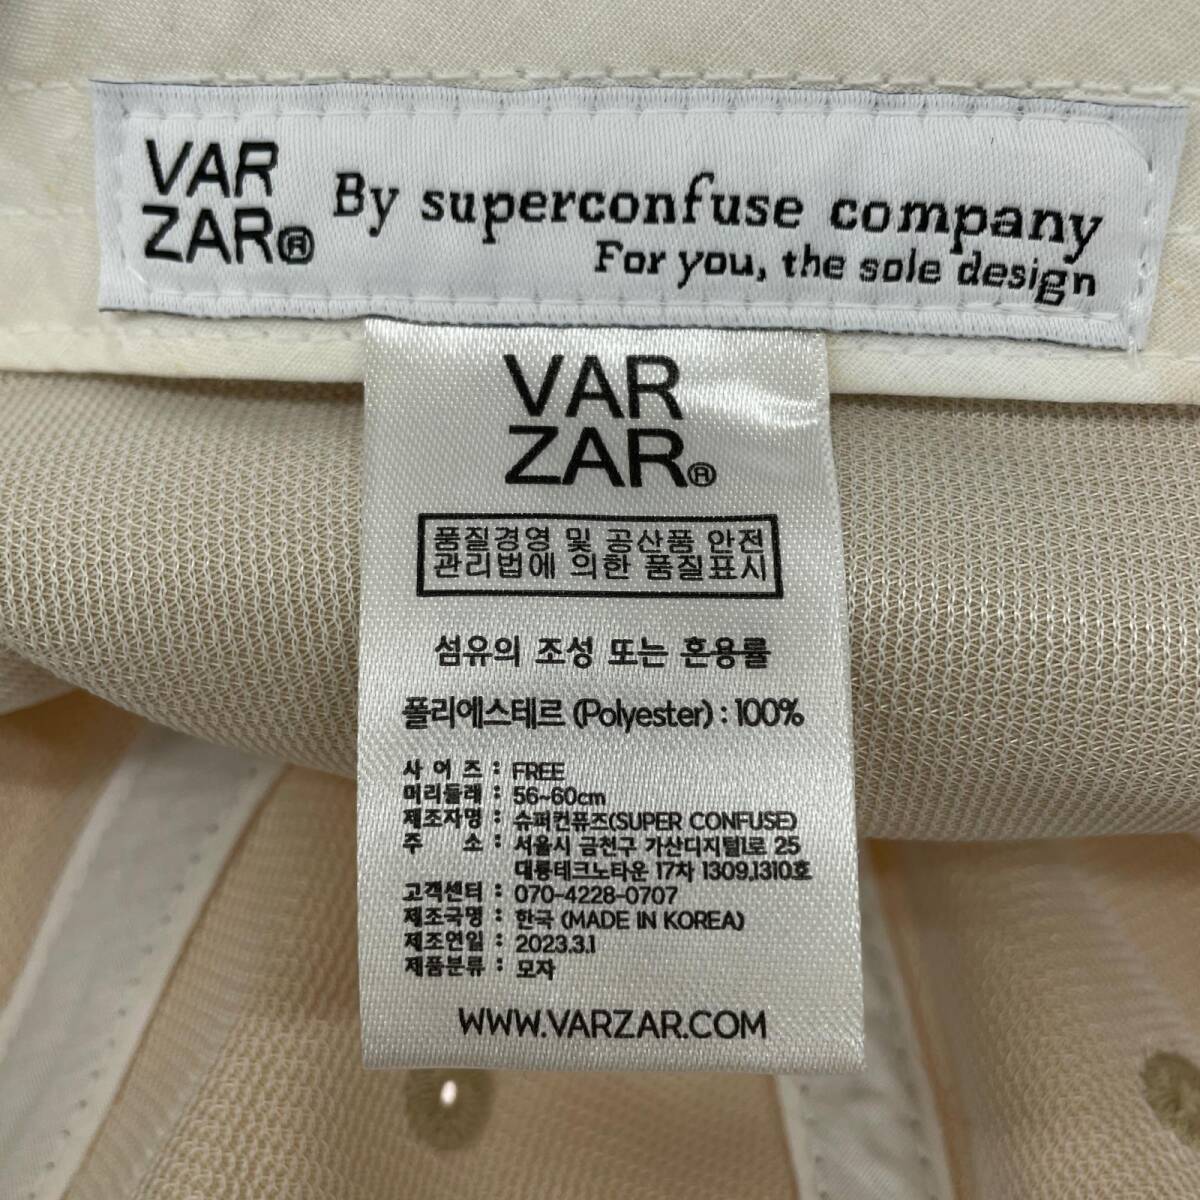 VAR
ZAR®
By superconfuse company
For you, the sole design
VAR
ZAR®
품질경영 및 공산품 안전
관리법에 의한 품질표시
섬유의 조성 또는 혼용률
폴리에스테르 (Polyester) : 100%
사 이 즈 : FREE
머리둘레 : 56~60cm
제조자명 : 슈퍼컨퓨즈(SUPER CONFUSE)
주 소 : 서울시 금천구 가산디지털1로 25
대륭테크노타운 17차 1309,1310호
고객센터 : 070-4228-0707
제조국명 : 한국 (MADE IN KOREA)
제조연일 : 2023.3.1
제품분류 : 모자
WWW.VARZAR.COM